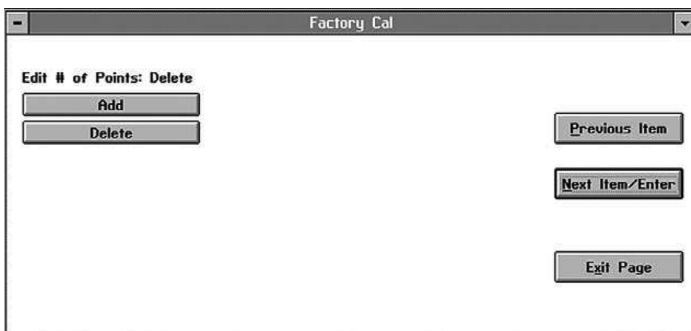 Factory Cal
Edit # of Points: Delete
Add
Delete
Previous Item
Next Item/Enter
Exit Page